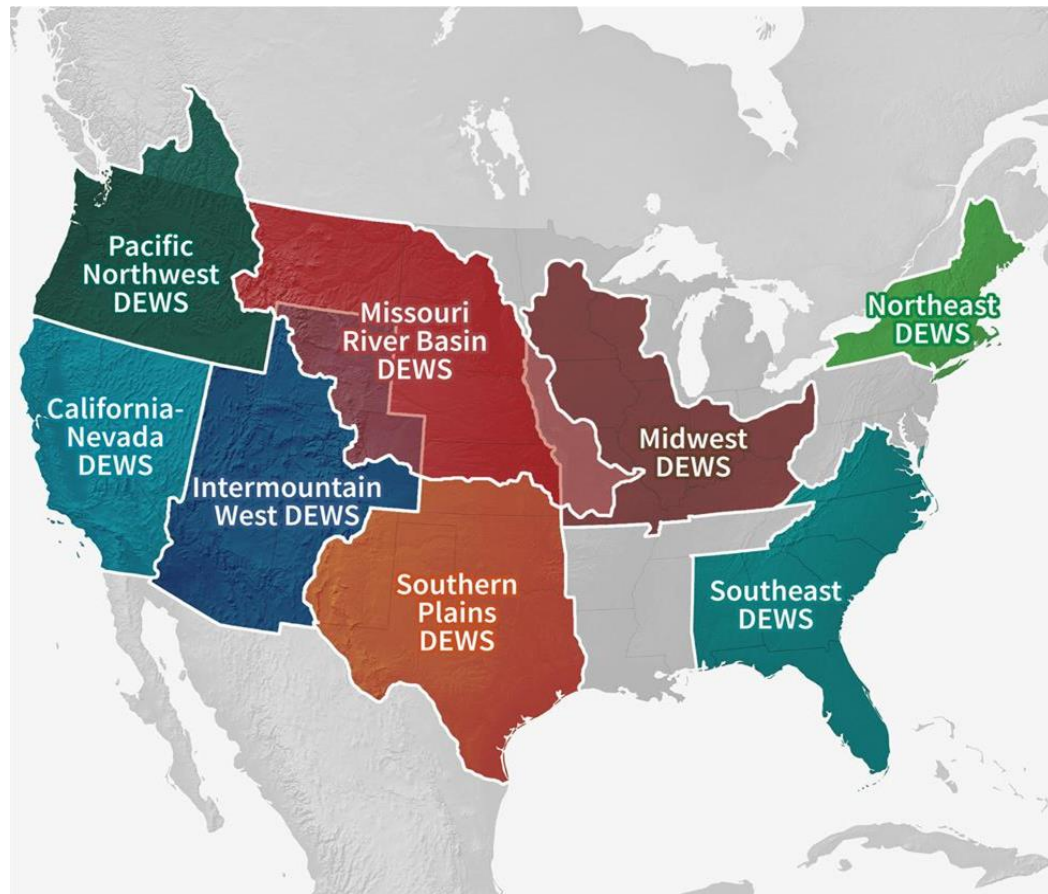 Pacific
Northwest
DEWS
Missouri
River Basin
DEWS
Northeast
DEWS
California-
Nevada
DEWS
Midwest
DEWS
Intermountain
West DEWS
Southern
Plains
DEWS
Southeast
DEWS